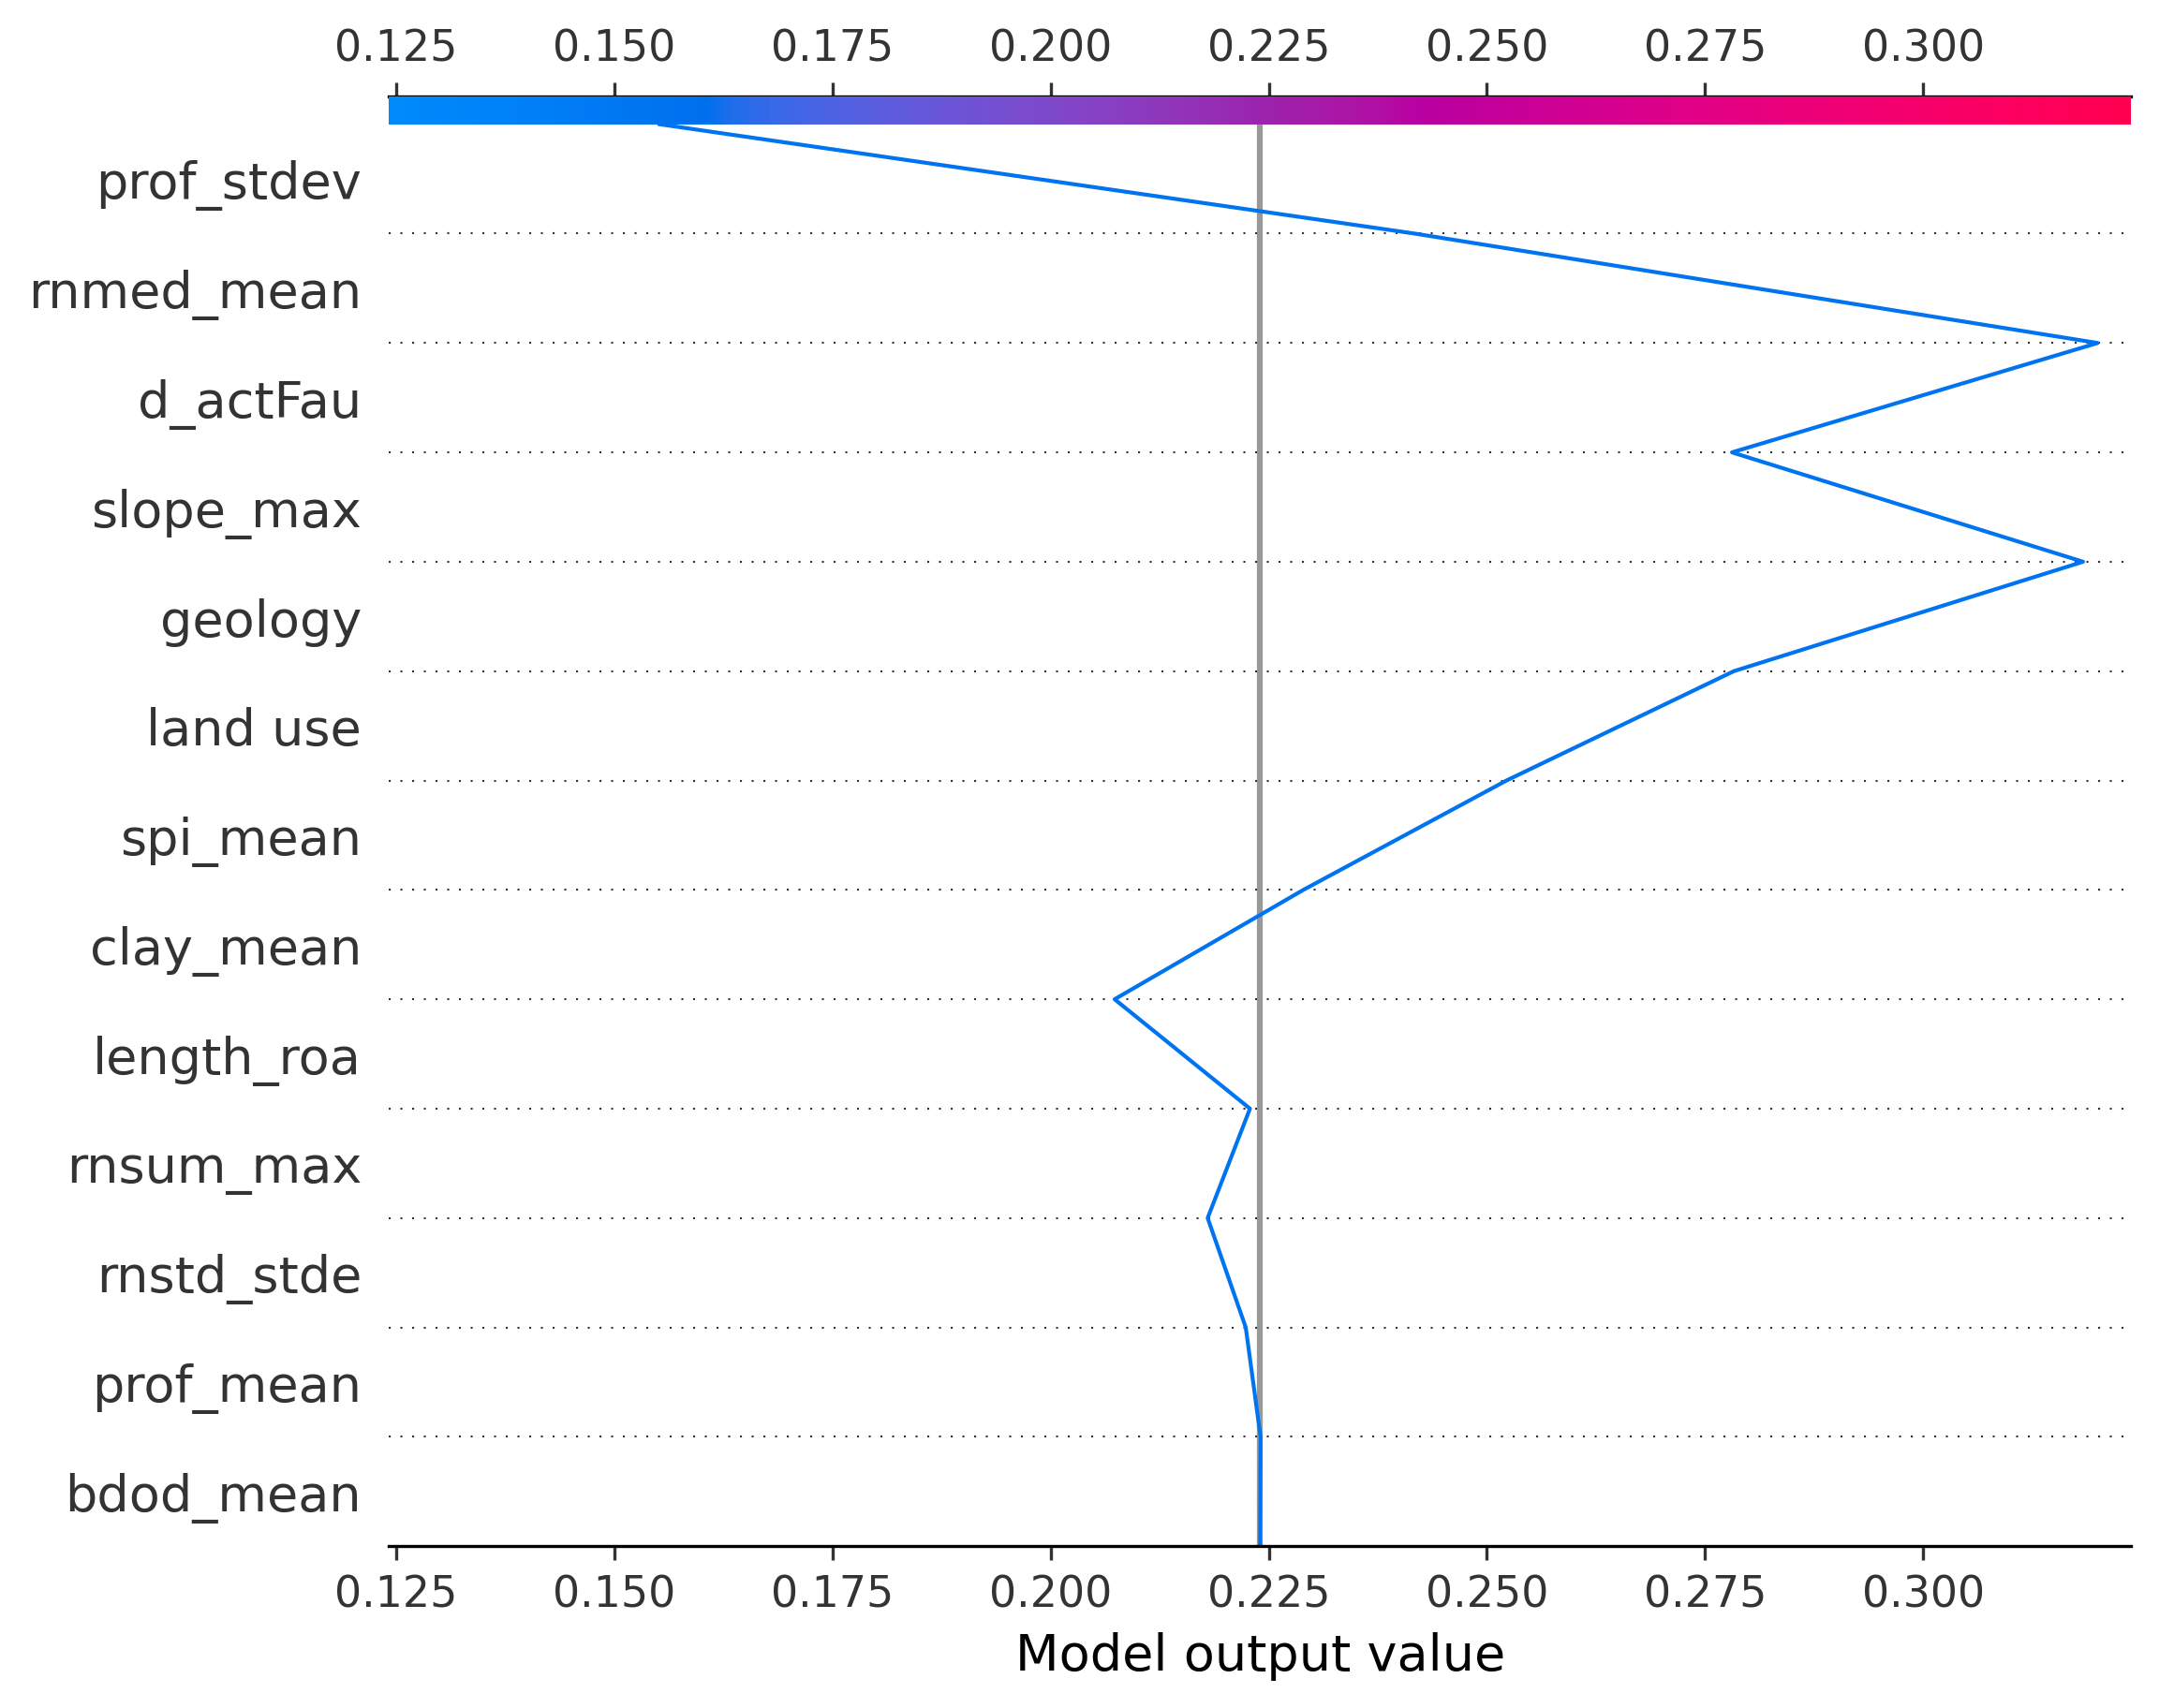 0.125 0.150 0.175 0.200 0.225 0.250 0.275 0.300
prof_stdev
rnmed_mean
d_actFau
slope_max
geology
land use
spi_mean
clay_mean
length_roa
rnsum_max
rnstd_stde
prof_mean
bdod_mean
0.125 0.150 0.175 0.200 0.225 0.250 0.275 0.300
Model output value